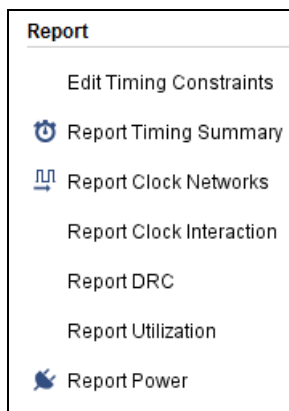 Report
Edit Timing Constraints
Report Timing Summary
Report Clock Networks
Report Clock Interaction
Report DRC
Report Utilization
Report Power